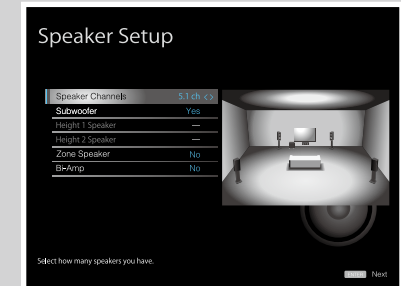 Speaker Setup
Speaker Channels 5.1 ch < >
Subwoofer Yes
Height 1 Speaker —
Height 2 Speaker —
Zone Speaker No
Bi-Amp No
Select how many speakers you have.
ENTER Next